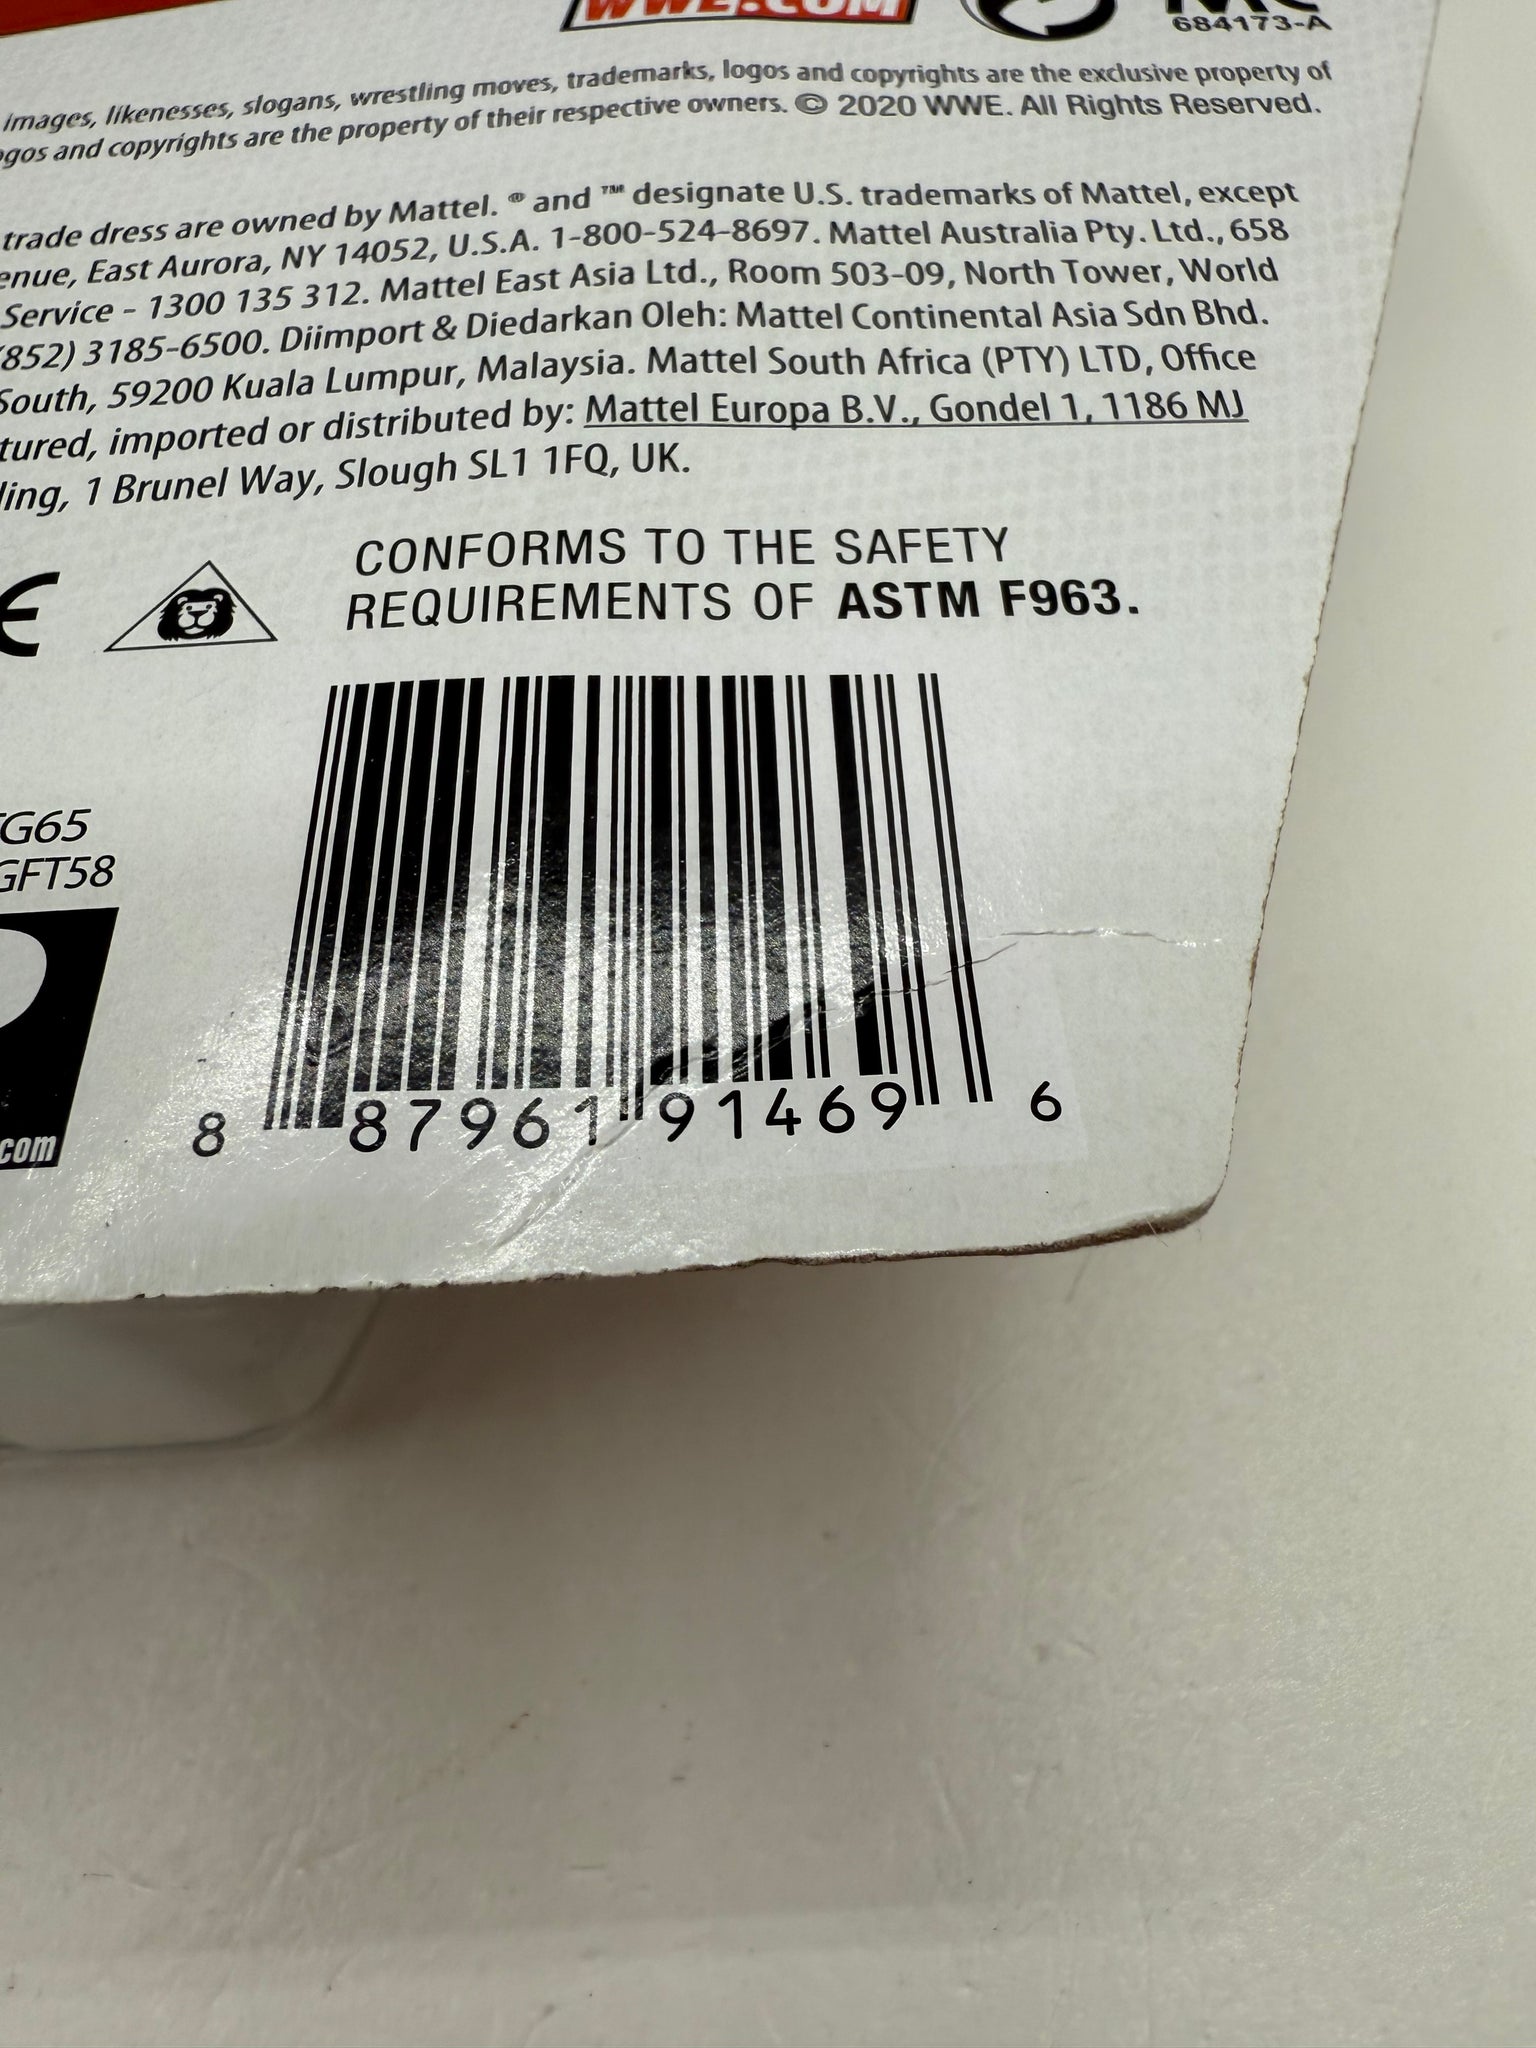 WWE.COM
684173-A
images, likenesses, slogans, wrestling moves, trademarks, logos and copyrights are the exclusive property of
ogos and copyrights are the property of their respective owners. © 2020 WWE. All Rights Reserved.
trade dress are owned by Mattel. ® and ™ designate U.S. trademarks of Mattel, except
enue, East Aurora, NY 14052, U.S.A. 1-800-524-8697. Mattel Australia Pty. Ltd., 658
Service - 1300 135 312. Mattel East Asia Ltd., Room 503-09, North Tower, World
(852) 3185-6500. Diimport & Diedarkan Oleh: Mattel Continental Asia Sdn Bhd.
South, 59200 Kuala Lumpur, Malaysia. Mattel South Africa (PTY) LTD, Office
tured, imported or distributed by: Mattel Europa B.V., Gondel 1, 1186 MJ
ling, 1 Brunel Way, Slough SL1 1FQ, UK.
CE
CONFORMS TO THE SAFETY
REQUIREMENTS OF ASTM F963.
G65
GFT58
.com
8 87961 91469 6